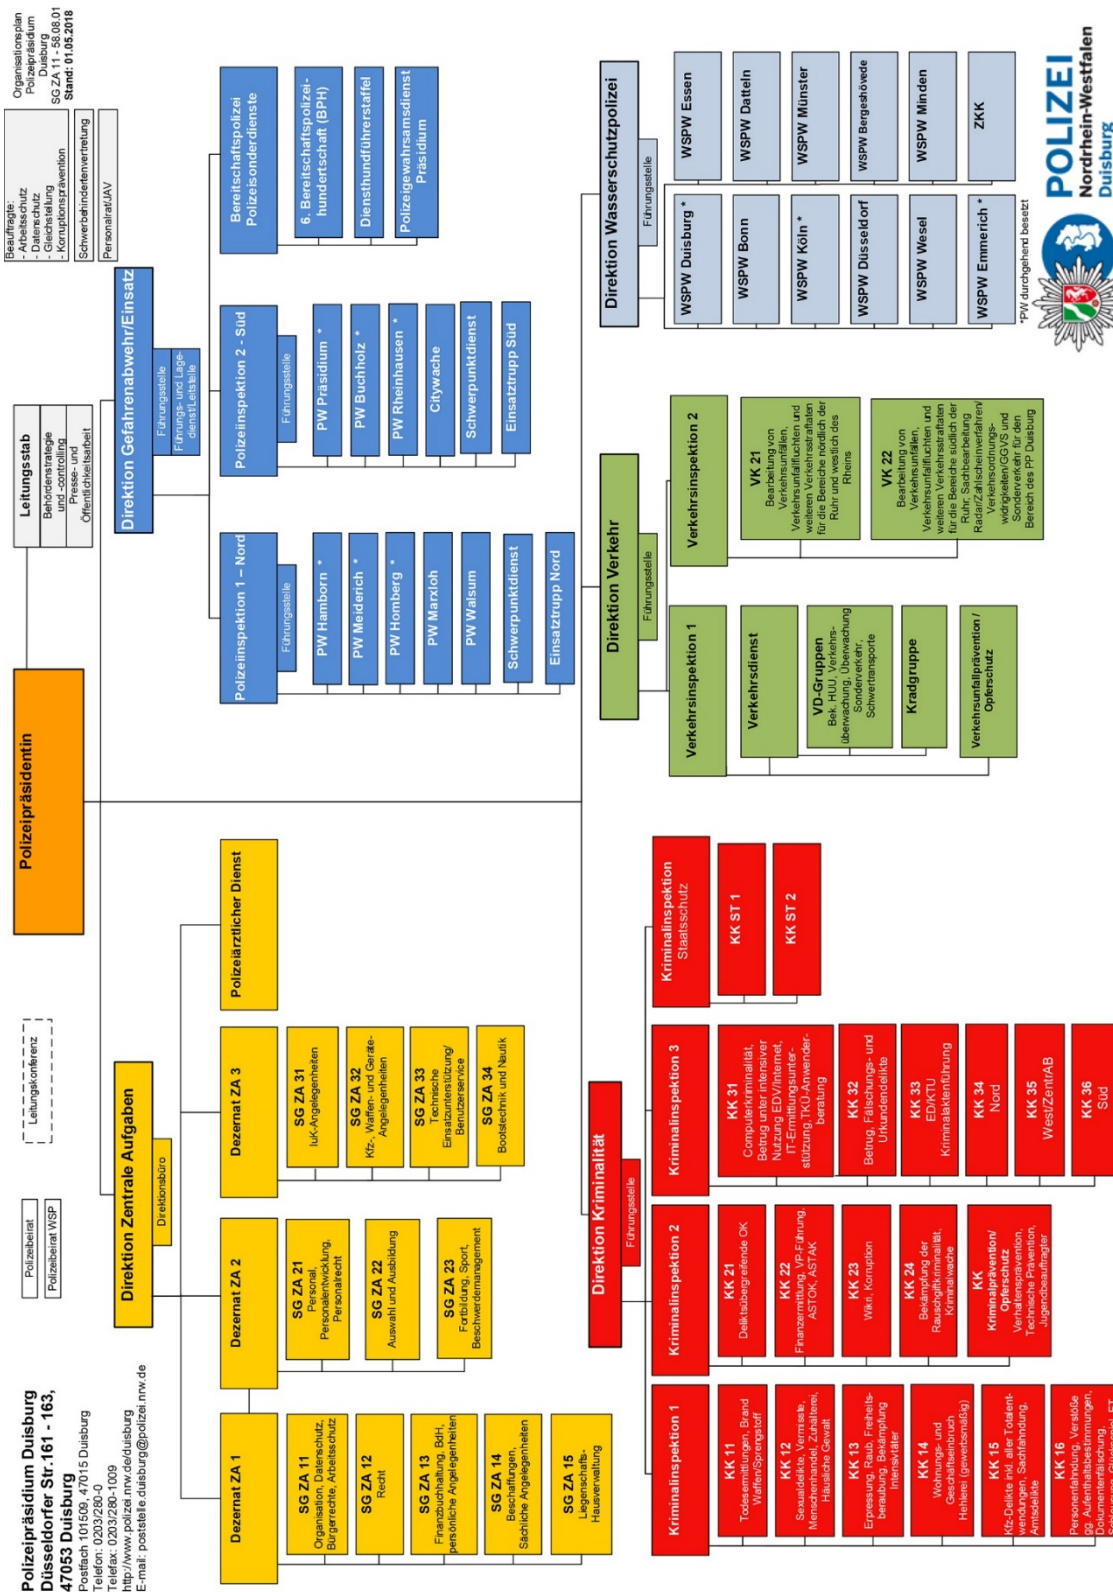 Polizeipräsidium Duisburg
Düsseldorfer Str.161 - 163,
47053 Duisburg
Postfach 101509, 47015 Duisburg
Telefon: 0203/280-0
Telefax: 0203/280-1009
http://www.polizei.nrw.de/duisburg
E-mail: poststelle.duisburg@polizei.nrw.de
Polizeibeirat
Polizeibeirat WSP
Leitungskonferenz
Polizeipräsidentin
Leitungsstab
Behördenstrategie
und -controlling
Presse- und
Öffentlichkeitsarbeit
Beauftragte:
- Arbeitsschutz
- Datenschutz
- Gleichstellung
- Korruptionsprävention
Schwerbehindertenvertretung
Personalrat/JAV
Organisationsplan
Polizeipräsidium
Duisburg
SG ZA 11 - 58.08.01
Stand: 01.05.2018
Direktion Zentrale Aufgaben
Direktionsbüro
Dezernat ZA 1
SG ZA 11
Organisation, Datenschutz,
Bürgerrechte, Arbeitsschutz
SG ZA 12
Recht
SG ZA 13
Finanzbuchhaltung, BdH,
persönliche Angelegenheiten
SG ZA 14
Beschaffungen,
Sächliche Angelegenheiten
SG ZA 15
Liegenschafts-
Hausverwaltung
Dezernat ZA 2
SG ZA 21
Personal,
Personalentwicklung,
Personalrecht
SG ZA 22
Auswahl und Ausbildung
SG ZA 23
Fortbildung, Sport,
Beschwerdemanagement
Dezernat ZA 3
SG ZA 31
IuK-Angelegenheiten
SG ZA 32
Kfz-, Waffen- und Geräte-
Angelegenheiten
SG ZA 33
Technische
Einsatzunterstützung/
Benutzerservice
SG ZA 34
Bootstechnik und Nautik
Polizeiärztlicher Dienst
Direktion Gefahrenabwehr/Einsatz
Führungsstelle
Führungs- und Lage-
dienst/Leitstelle
Polizeiinspektion 1 – Nord
Führungsstelle
PW Hamborn *
PW Meiderich *
PW Homberg *
PW Marxloh
PW Walsum
Schwerpunktdienst
Einsatztrupp Nord
Polizeiinspektion 2 - Süd
Führungsstelle
PW Präsidium *
PW Buchholz *
PW Rheinhausen *
Citywache
Schwerpunktdienst
Einsatztrupp Süd
Bereitschaftspolizei
Polizeisonderdienste
6. Bereitschaftspolizei-
hundertschaft (BPH)
Diensthundführerstaffel
Polizeigewahrsamsdienst
Präsidium
Direktion Kriminalität
Führungsstelle
Kriminalinspektion 1
KK 11
Todesermittlungen, Brand
Waffen/Sprengstoff
KK 12
Sexualdelikte, Vermisste,
Menschenhandel, Zuhälterei,
Häusliche Gewalt
KK 13
Erpressung, Raub, Freiheits-
beraubung, Bekämpfung
Intensivtäter
KK 14
Wohnungs- und
Geschäftseinbruch
Hehlerei (gewerbsmäßig)
KK 15
Kfz-Delikte inkl. aller Totalent-
wendungen, Sachfahndung,
Amtsdelikte
KK 16
Personenfahndung, Verstöße
gg. Aufenthaltsbestimmungen,
Dokumentenfälschung,
Kriminalinspektion 2
KK 21
Deliktsübergreifende OK
KK 22
Finanzermittlung, VP-Führung,
ASTOK, ASTAK
KK 23
Wikri, Korruption
KK 24
Bekämpfung der
Rauschgiftkriminalität,
Kriminalwache
KK
Kriminalprävention/
Opferschutz
Verhaltensprävention,
Technische Prävention,
Jugendbeauftragter
Kriminalinspektion 3
KK 31
Computerkriminalität,
Betrug unter intensiver
Nutzung EDV/Internet,
IT-Ermittlungsunter-
stützung, TKÜ-Anwender-
beratung
KK 32
Betrug, Fälschungs- und
Urkundendelikte
KK 33
ED/KTU
Kriminalaktenführung
KK 34
Nord
KK 35
West/ZentrAB
KK 36
Süd
Kriminalinspektion
Staatsschutz
KK ST 1
KK ST 2
Direktion Verkehr
Führungsstelle
Verkehrsinspektion 1
Verkehrsdienst
VD-Gruppen
Bek. HUU, Verkehrs-
überwachung, Überwachung
Sonderverkehr,
Schwertransporte
Kradgruppe
Verkehrsunfallprävention /
Opferschutz
Verkehrsinspektion 2
VK 21
Bearbeitung von
Verkehrsunfällen,
Verkehrsunfallfluchten und
weiteren Verkehrsstraftaten
für die Bereiche nördlich der
Ruhr und westlich des
Rheins
VK 22
Bearbeitung von
Verkehrsunfällen,
Verkehrsunfallfluchten und
weiteren Verkehrsstraftaten
für die Bereiche südlich der
Ruhr; Sachbearbeitung
Radar/Zahlscheinverfahren/
Verkehrsordnungs-
widrigkeiten/GGVS und
Sonderverkehr für den
Bereich des PP Duisburg
Direktion Wasserschutzpolizei
Führungsstelle
WSPW Duisburg *
WSPW Bonn
WSPW Köln *
WSPW Düsseldorf
WSPW Wesel
WSPW Emmerich *
WSPW Essen
WSPW Datteln
WSPW Münster
WSPW Bergeshövede
WSPW Minden
ZKK
*PW durchgehend besetzt
POLIZEI
Nordrhein-Westfalen
Duisburg